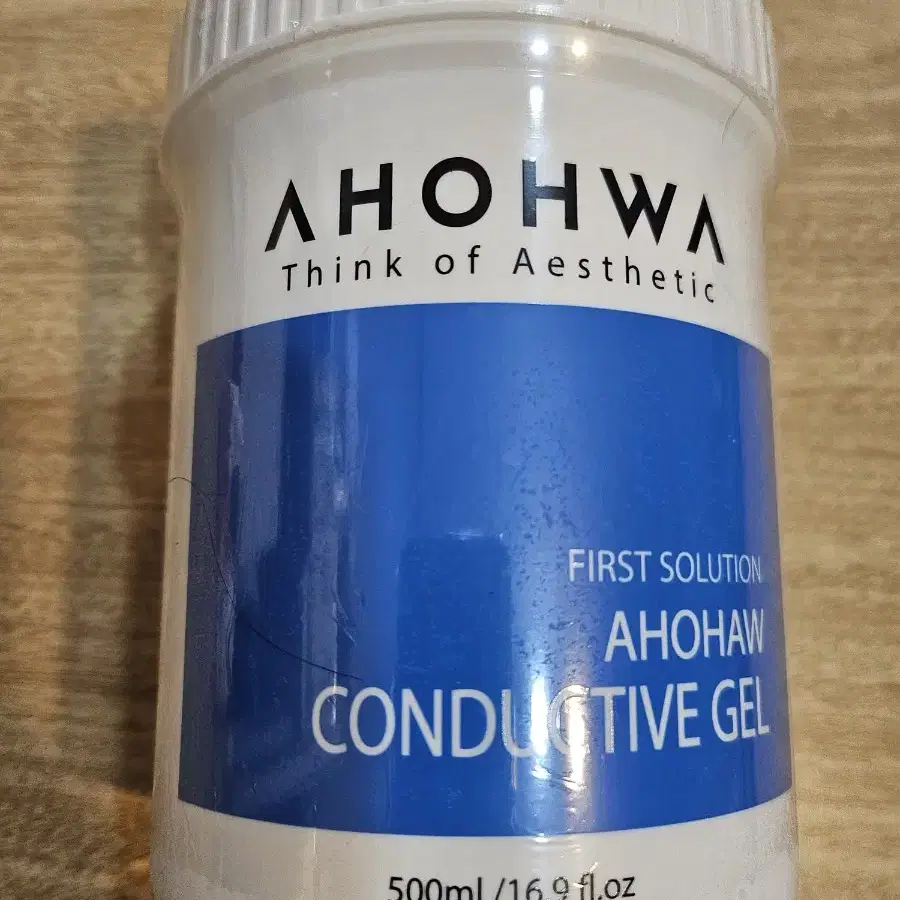 AHOHWA
Think of Aesthetic
FIRST SOLUTION
AHOHAW
CONDUCTIVE GEL
500ml /16.9 fl.oz